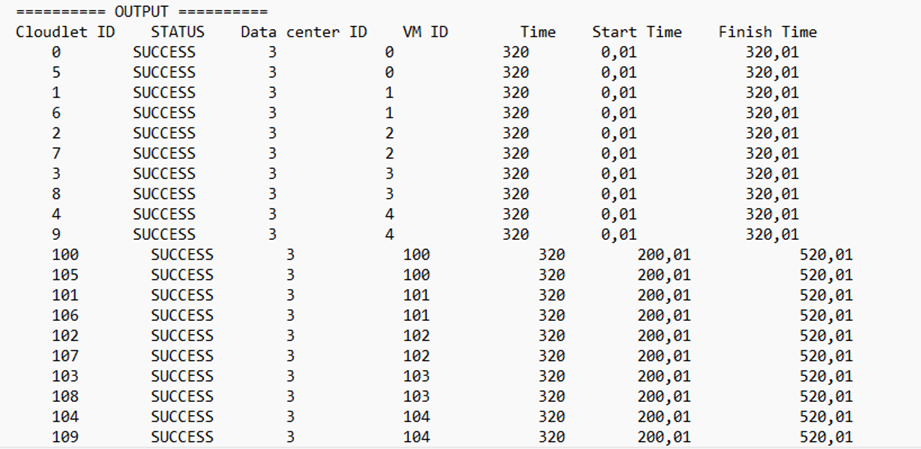 ========== OUTPUT ==========
Cloudlet ID    STATUS    Data center ID    VM ID        Time    Start Time    Finish Time
    0        SUCCESS        3            0            320        0,01            320,01
    5        SUCCESS        3            0            320        0,01            320,01
    1        SUCCESS        3            1            320        0,01            320,01
    6        SUCCESS        3            1            320        0,01            320,01
    2        SUCCESS        3            2            320        0,01            320,01
    7        SUCCESS        3            2            320        0,01            320,01
    3        SUCCESS        3            3            320        0,01            320,01
    8        SUCCESS        3            3            320        0,01            320,01
    4        SUCCESS        3            4            320        0,01            320,01
    9        SUCCESS        3            4            320        0,01            320,01
    100        SUCCESS        3            100            320        200,01            520,01
    105        SUCCESS        3            100            320        200,01            520,01
    101        SUCCESS        3            101            320        200,01            520,01
    106        SUCCESS        3            101            320        200,01            520,01
    102        SUCCESS        3            102            320        200,01            520,01
    107        SUCCESS        3            102            320        200,01            520,01
    103        SUCCESS        3            103            320        200,01            520,01
    108        SUCCESS        3            103            320        200,01            520,01
    104        SUCCESS        3            104            320        200,01            520,01
    109        SUCCESS        3            104            320        200,01            520,01